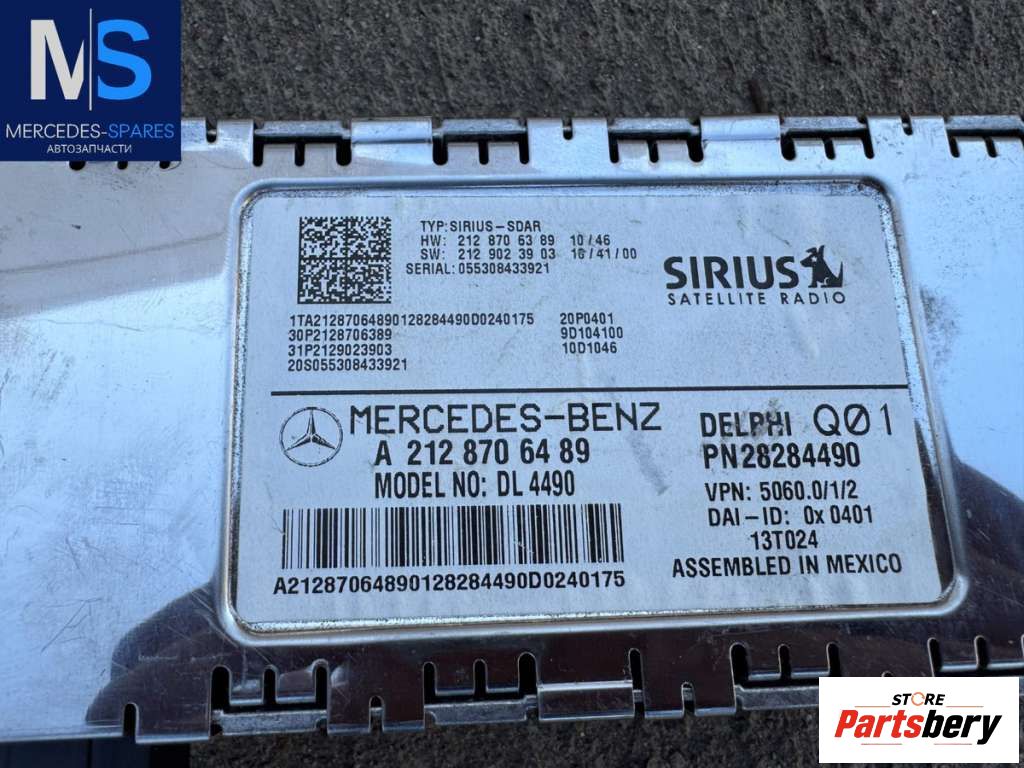 MS
MERCEDES-SPARES
АВТОЗАПЧАСТИ
TYP: SIRIUS-SDAR
HW: 212 870 63 89 10/46
SW: 212 902 39 03 16/41/00
SERIAL: 055308433921
SIRIUS
SATELLITE RADIO
1TA21287064890128284490D0240175 20P0401
30P2128706389 9D104100
31P2129023903 10D1046
20S055308433921
MERCEDES-BENZ
A 212 870 64 89
MODEL NO: DL 4490
A21287064890128284490D0240175
DELPHI Q01
PN28284490
VPN: 5060.0/1/2
DAI-ID: 0x0401
13T024
ASSEMBLED IN MEXICO
STORE
Partsbery